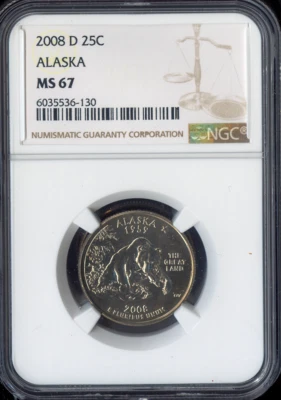 2008 D 25C
ALASKA
MS 67
6035536-130
NUMISMATIC GUARANTY CORPORATION
NGC
ALASKA
1959
THE
GREAT
LAND
2008
E PLURIBUS UNUM